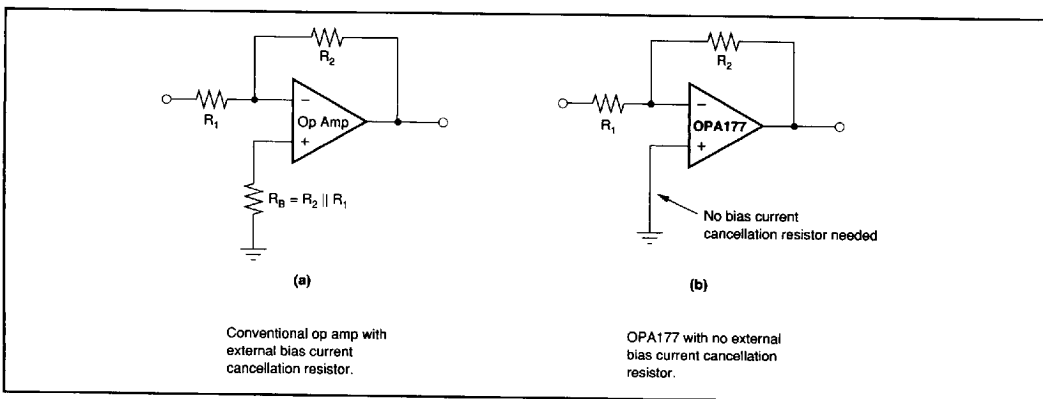 R2
R1
−
Op Amp
+
RB = R2 || R1
(a)
Conventional op amp with
external bias current
cancellation resistor.
R2
R1
−
OPA177
+
No bias current
cancellation resistor needed
(b)
OPA177 with no external
bias current cancellation
resistor.